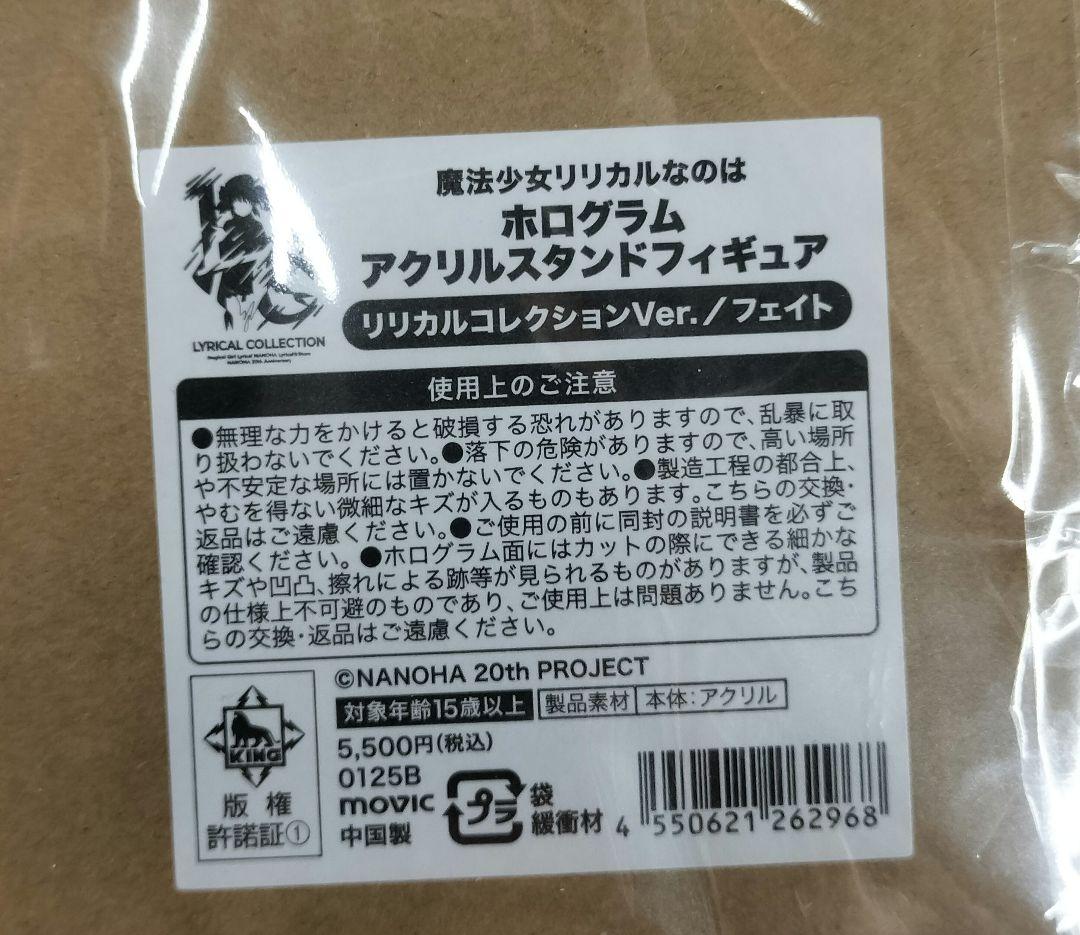 魔法少女リリカルなのは
ホログラム
アクリルスタンドフィギュア
リリカルコレクションVer.／フェイト
LYRICAL COLLECTION
Magical Girl Lyrical NANOHA Lyrical☆Store
NANOHA 20th Anniversary
使用上のご注意
●無理な力をかけると破損する恐れがありますので、乱暴に取
り扱わないでください。●落下の危険がありますので、高い場所
や不安定な場所には置かないでください。●製造工程の都合上、
やむを得ない微細なキズが入るものもあります。こちらの交換・
返品はご遠慮ください。●ご使用の前に同封の説明書を必ずご
確認ください。●ホログラム面にはカットの際にできる細かな
キズや凹凸、擦れによる跡等が見られるものがありますが、製品
の仕様上不可避のものであり、ご使用上は問題ありません。こち
らの交換・返品はご遠慮ください。
©NANOHA 20th PROJECT
対象年齢15歳以上 製品素材 本体：アクリル
5,500円(税込)
0125B
movic
中国製
プラ
袋
緩衝材
KING
版権
許諾証①
4 550621 262968